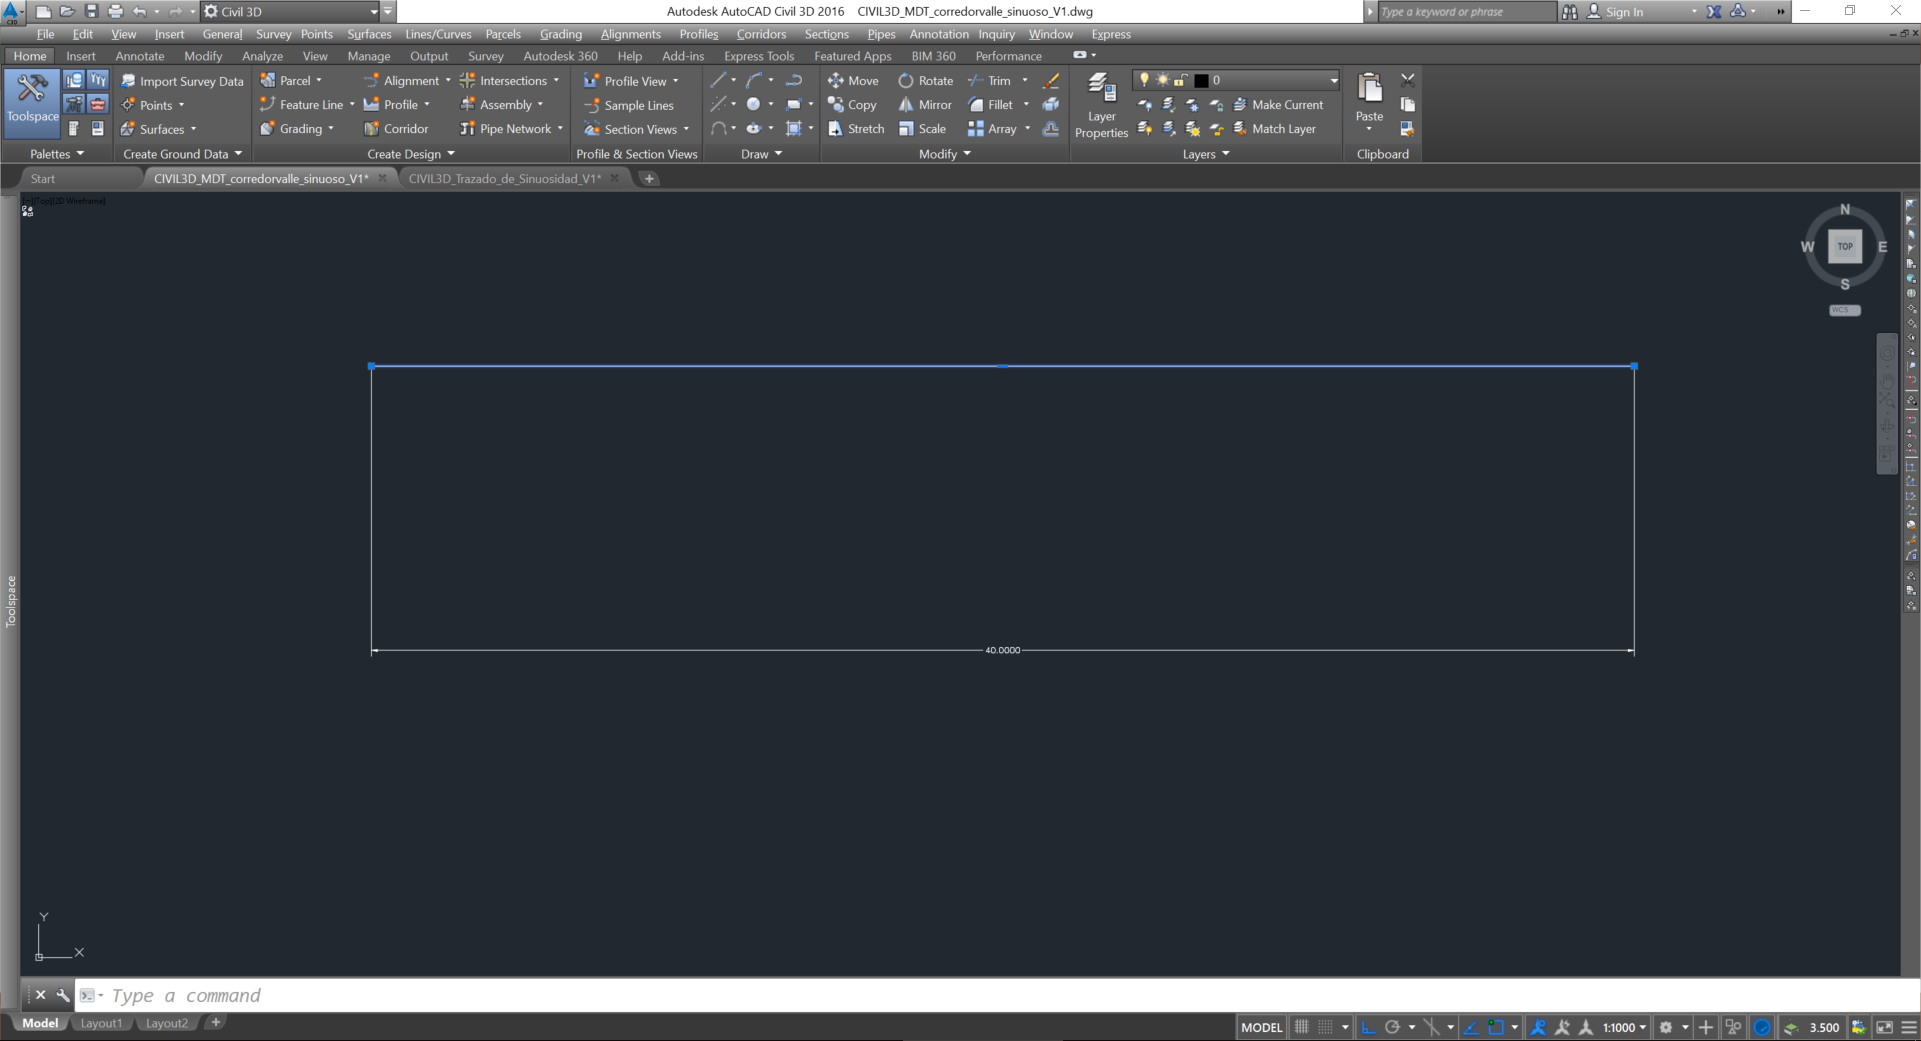 Civil 3D Autodesk AutoCAD Civil 3D 2016 CIVIL3D_MDT_corredorvalle_sinuoso_V1.dwg Type a keyword or phrase Sign In
File Edit View Insert General Survey Points Surfaces Lines/Curves Parcels Grading Alignments Profiles Corridors Sections Pipes Annotation Inquiry Window Express
Home Insert Annotate Modify Analyze View Manage Output Survey Autodesk 360 Help Add-ins Express Tools Featured Apps BIM 360 Performance
Import Survey Data Parcel Alignment Intersections Profile View Move Rotate Trim 0
Toolspace Points Feature Line Profile Assembly Sample Lines Copy Mirror Fillet Layer Properties Make Current Paste
Surfaces Grading Corridor Pipe Network Section Views Stretch Scale Array Match Layer
Palettes Create Ground Data Create Design Profile & Section Views Draw Modify Layers Clipboard
Start CIVIL3D_MDT_corredorvalle_sinuoso_V1* CIVIL3D_Trazado_de_Sinuosidad_V1*
[−][Top][2D Wireframe]
N
W TOP E
S
WCS
40.0000
Toolspace
Y
X
Type a command
Model Layout1 Layout2
MODEL 1:1000 3.500